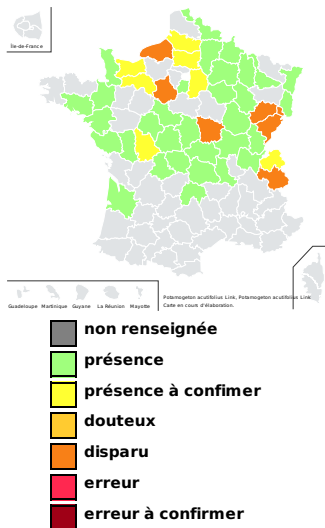 Île-de-France
Guadeloupe Martinique Guyane La Réunion Mayotte
Potamogeton acutifolius Link, Potamogeton acutifolius Link
Carte en cours d'élaboration.
non renseignée
présence
présence à confimer
douteux
disparu
erreur
erreur à confirmer